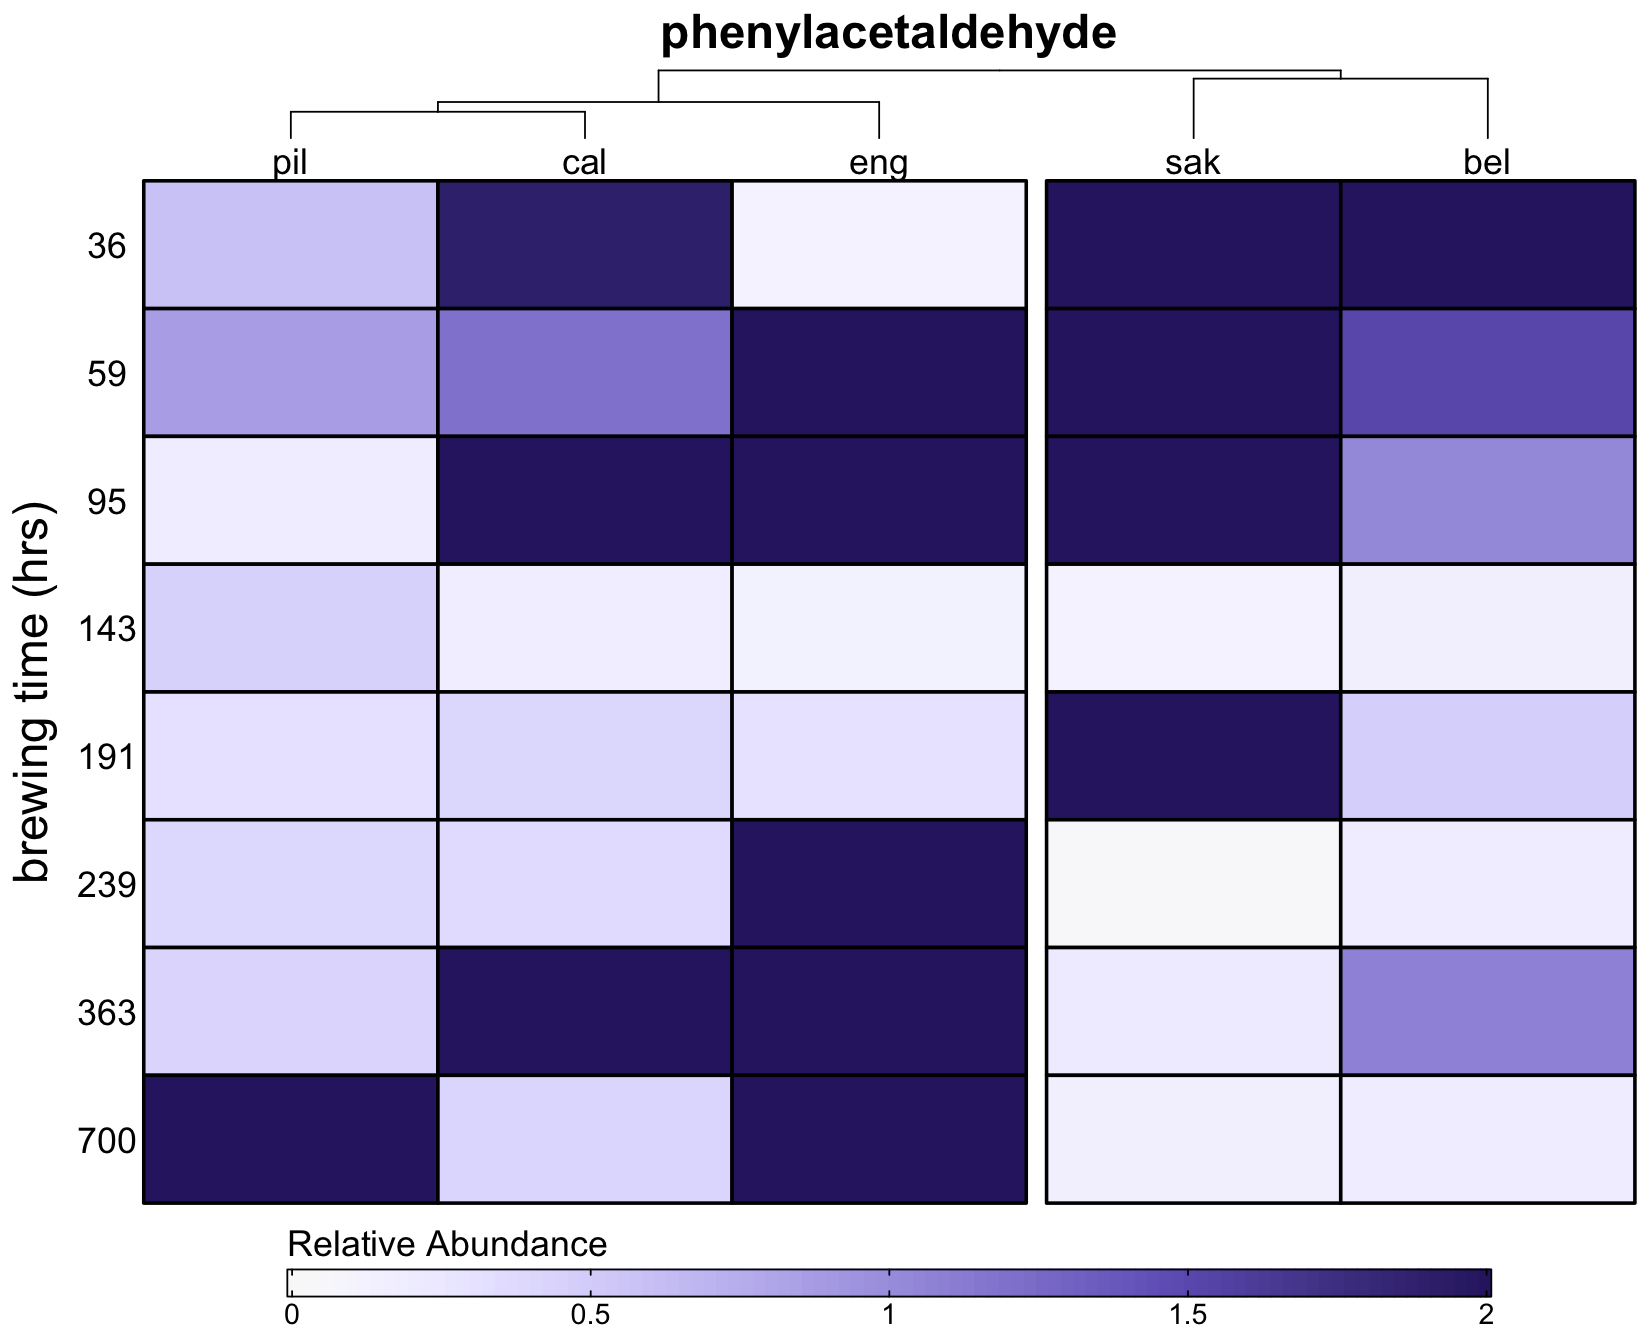 phenylacetaldehyde
pil cal eng sak bel
36
59
95
143
191
239
363
700
brewing time (hrs)
Relative Abundance
0 0.5 1 1.5 2